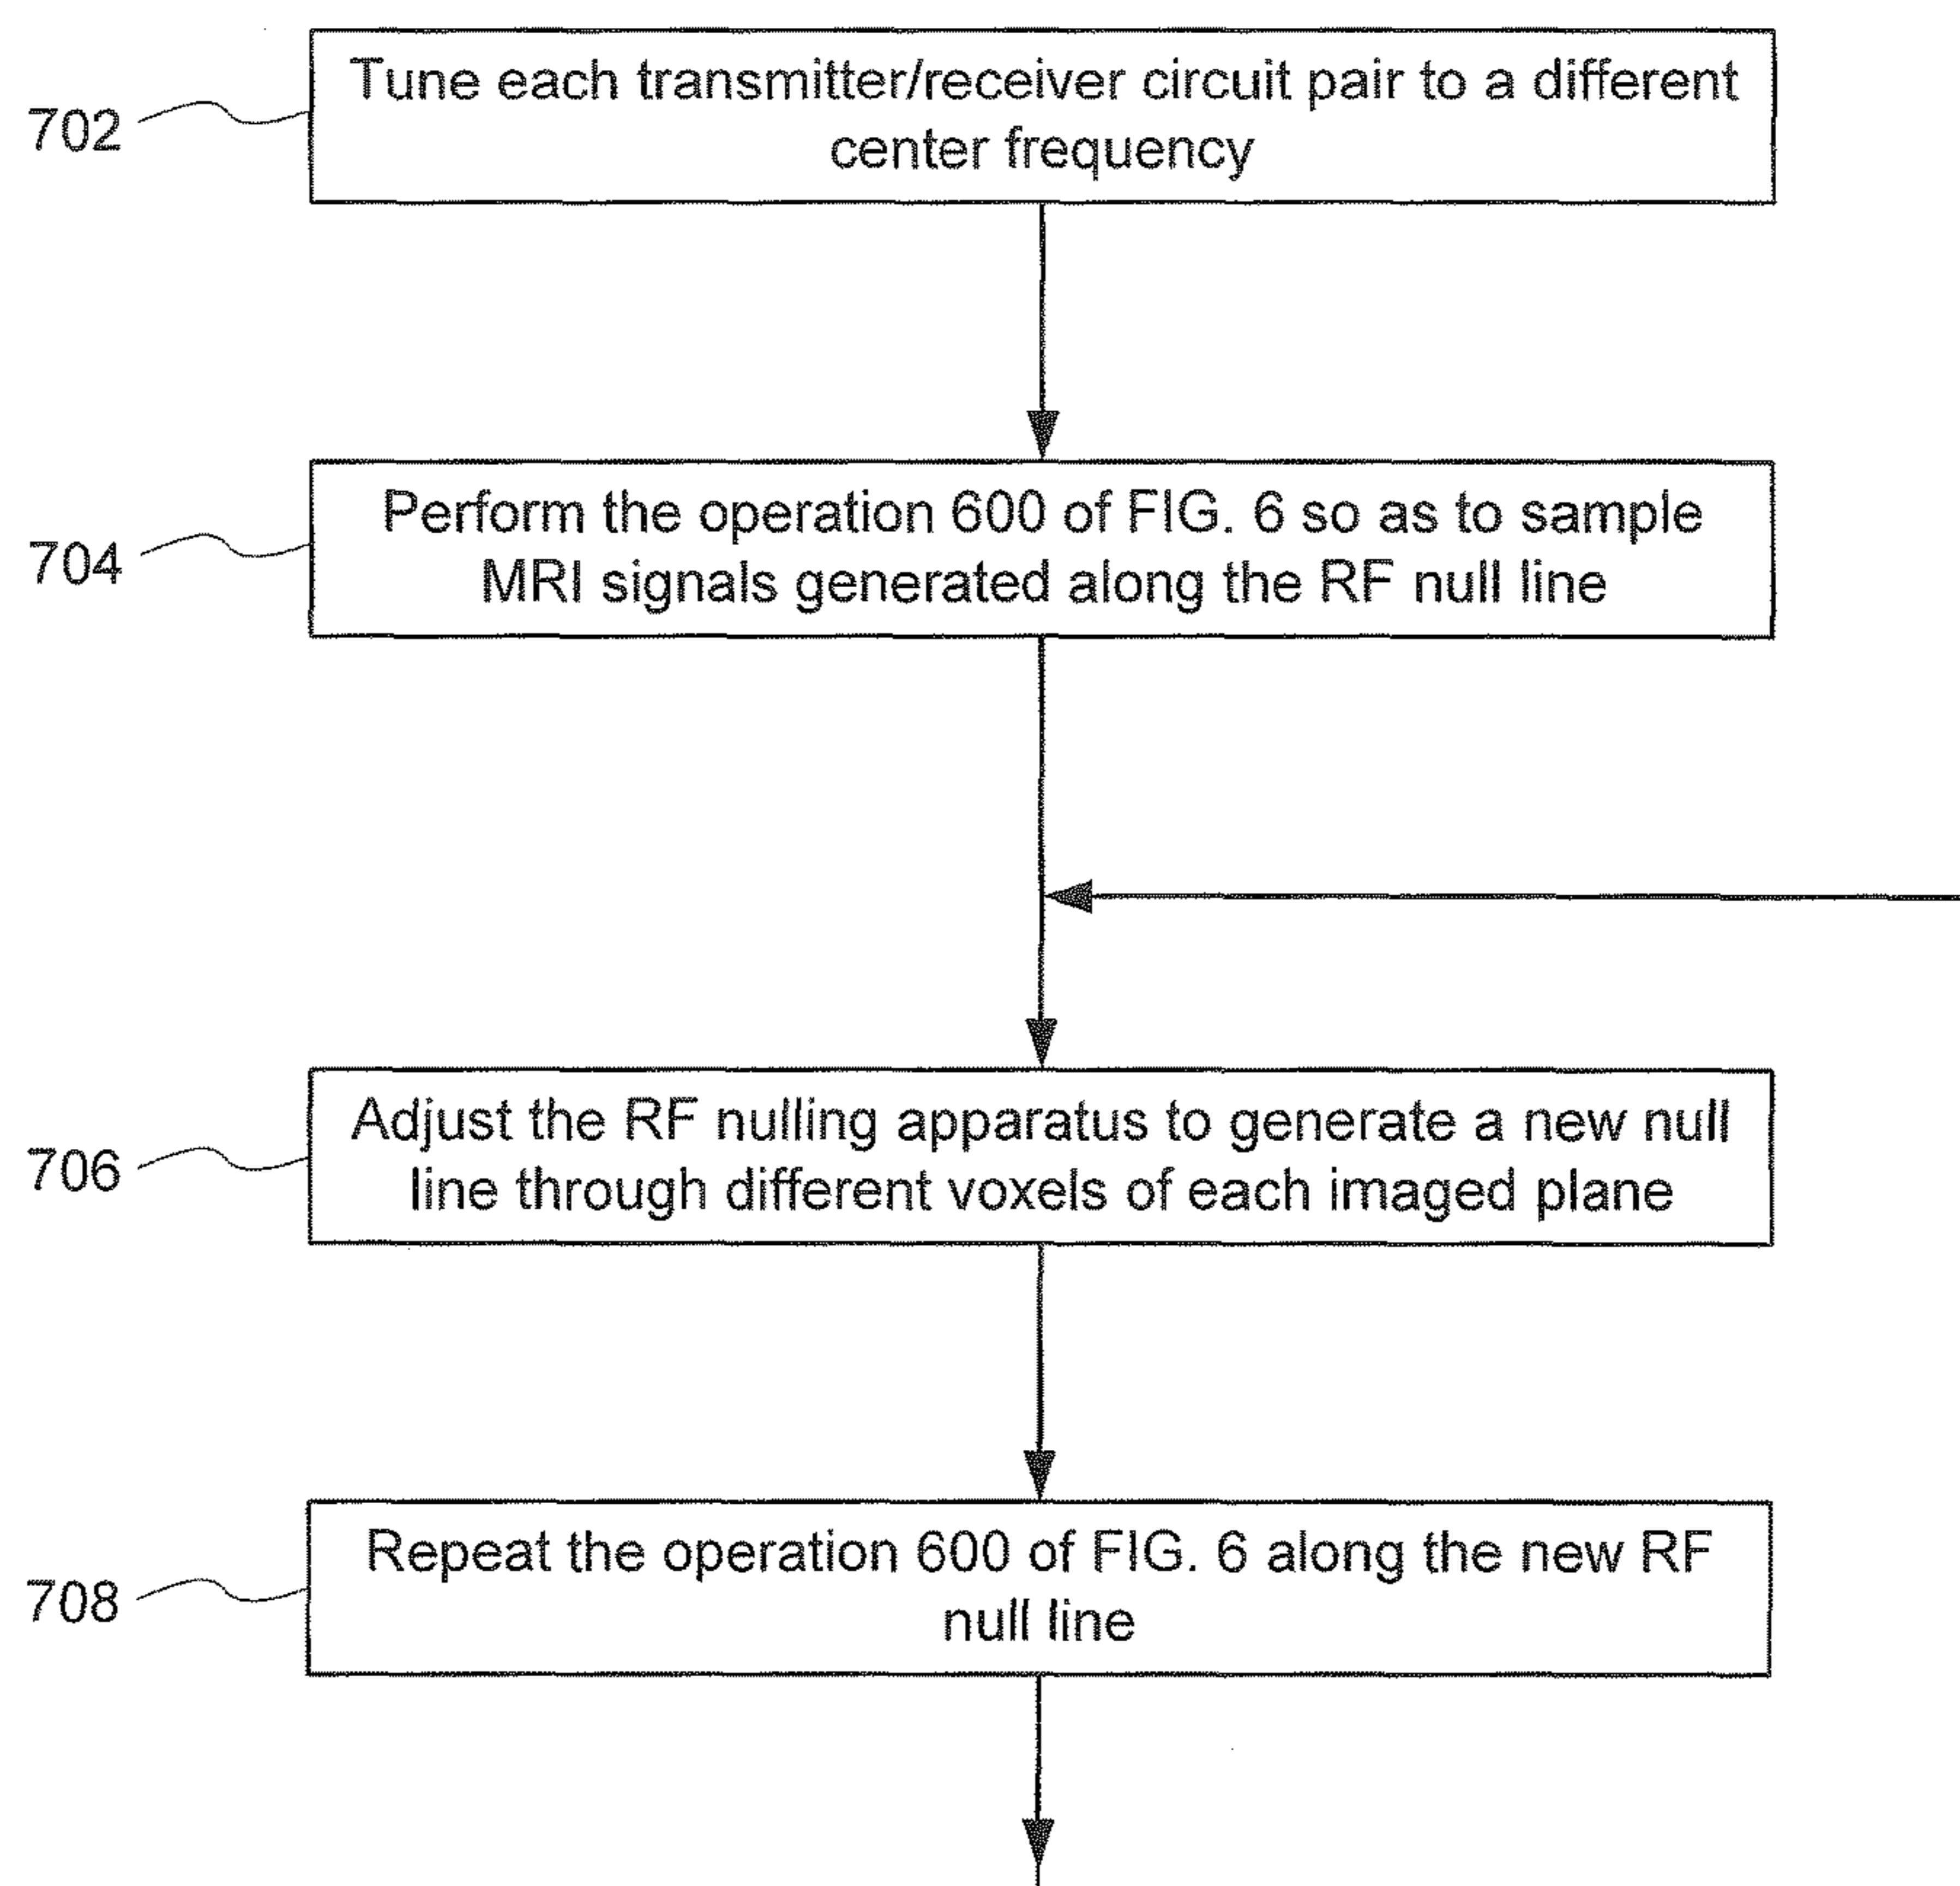 702
Tune each transmitter/receiver circuit pair to a different
center frequency
704
Perform the operation 600 of FIG. 6 so as to sample
MRI signals generated along the RF null line
706
Adjust the RF nulling apparatus to generate a new null
line through different voxels of each imaged plane
708
Repeat the operation 600 of FIG. 6 along the new RF
null line